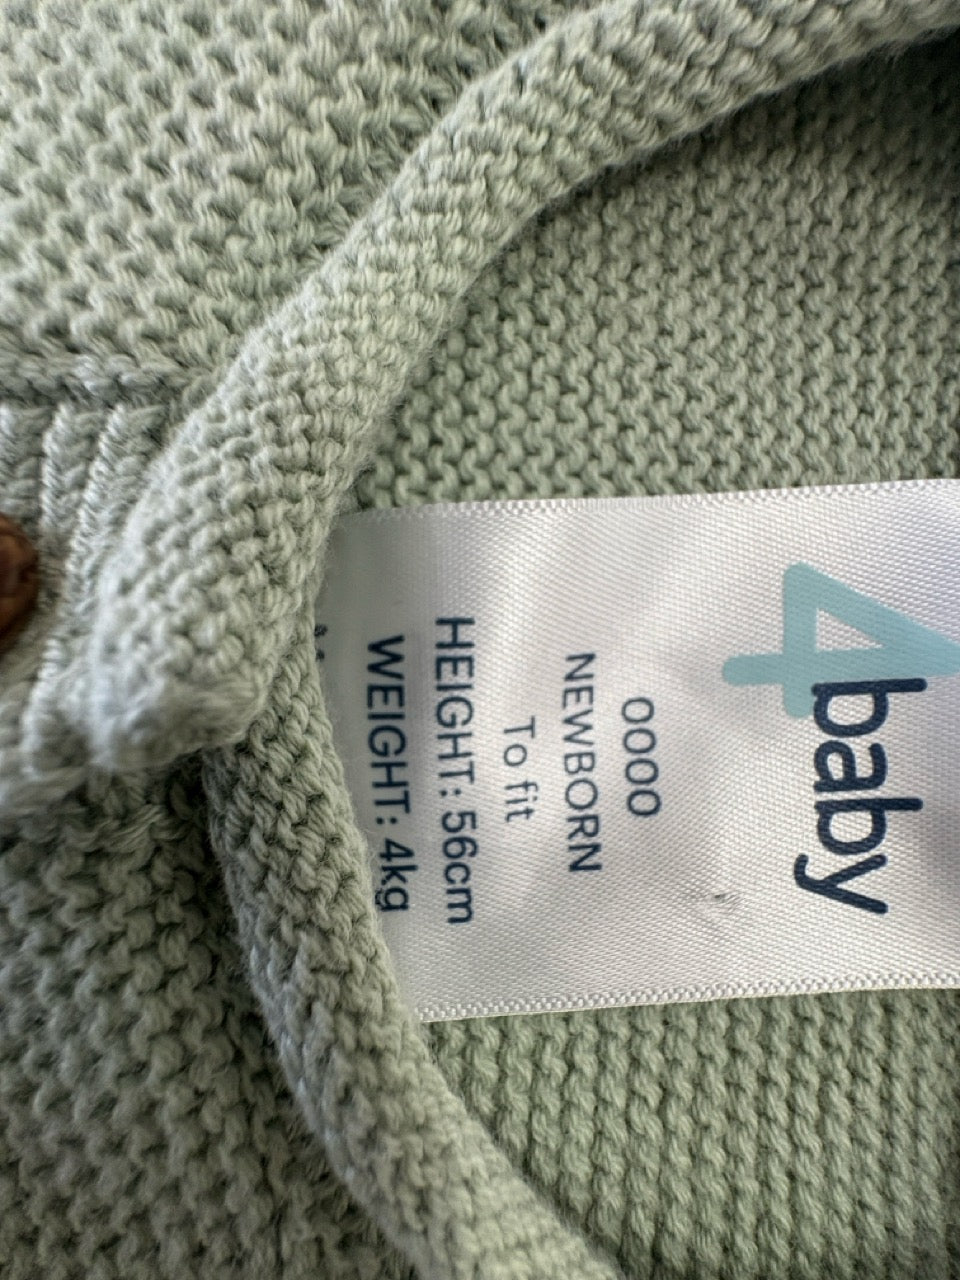 4baby
0000
NEWBORN
To fit
HEIGHT: 56cm
WEIGHT: 4kg